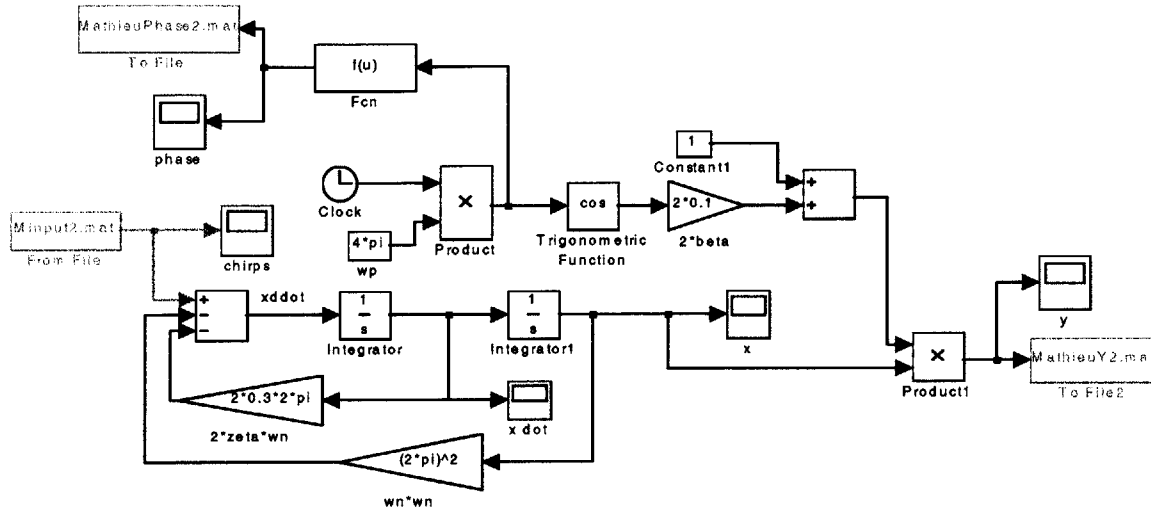 MathieuPhase2.mat
To File
f(u)
Fcn
phase
1
Constant1
Clock
×
Product
4*pi
wp
cos
Trigonometric
Function
2*0.1
2*beta
+
+
Minput2.mat
From File
chirps
xddot
+
−
−
1
s
Integrator
1
s
Integrator1
x
y
×
Product1
MathieuY2.mat
To File2
2*0.3*2*pi
2*zeta*wn
x dot
(2*pi)^2
wn*wn